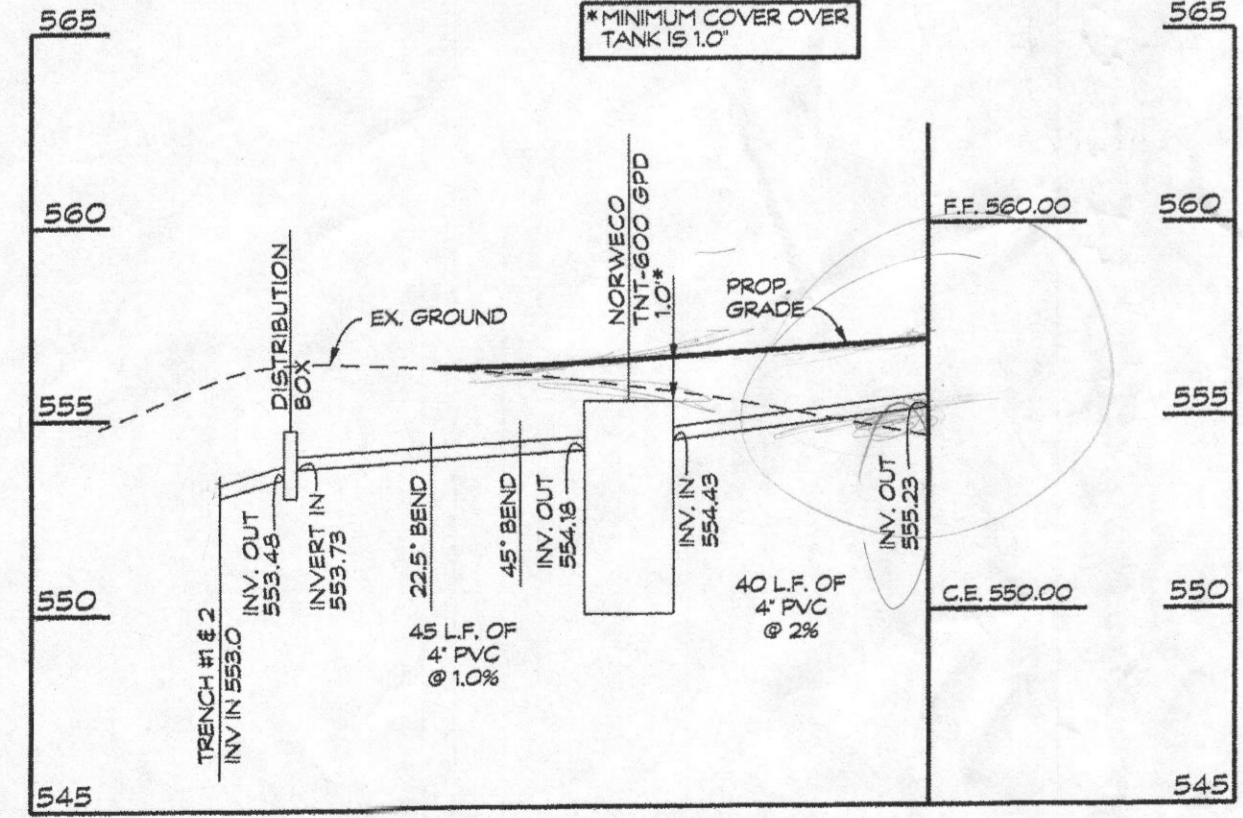 565
* MINIMUM COVER OVER
TANK IS 1.0"
565
560
F.F. 560.00
560
DISTRIBUTION
BOX
EX. GROUND
NORWECO
TNT-600 GPD
1.0'*
PROP.
GRADE
555
555
TRENCH #1 & 2
INV IN 553.0
INV. OUT
553.48
INVERT IN
553.73
22.5° BEND
45° BEND
INV. OUT
554.18
INV. IN
554.43
INV. OUT
555.23
550
45 L.F. OF
4" PVC
@ 1.0%
40 L.F. OF
4" PVC
@ 2%
C.E. 550.00
550
545
545